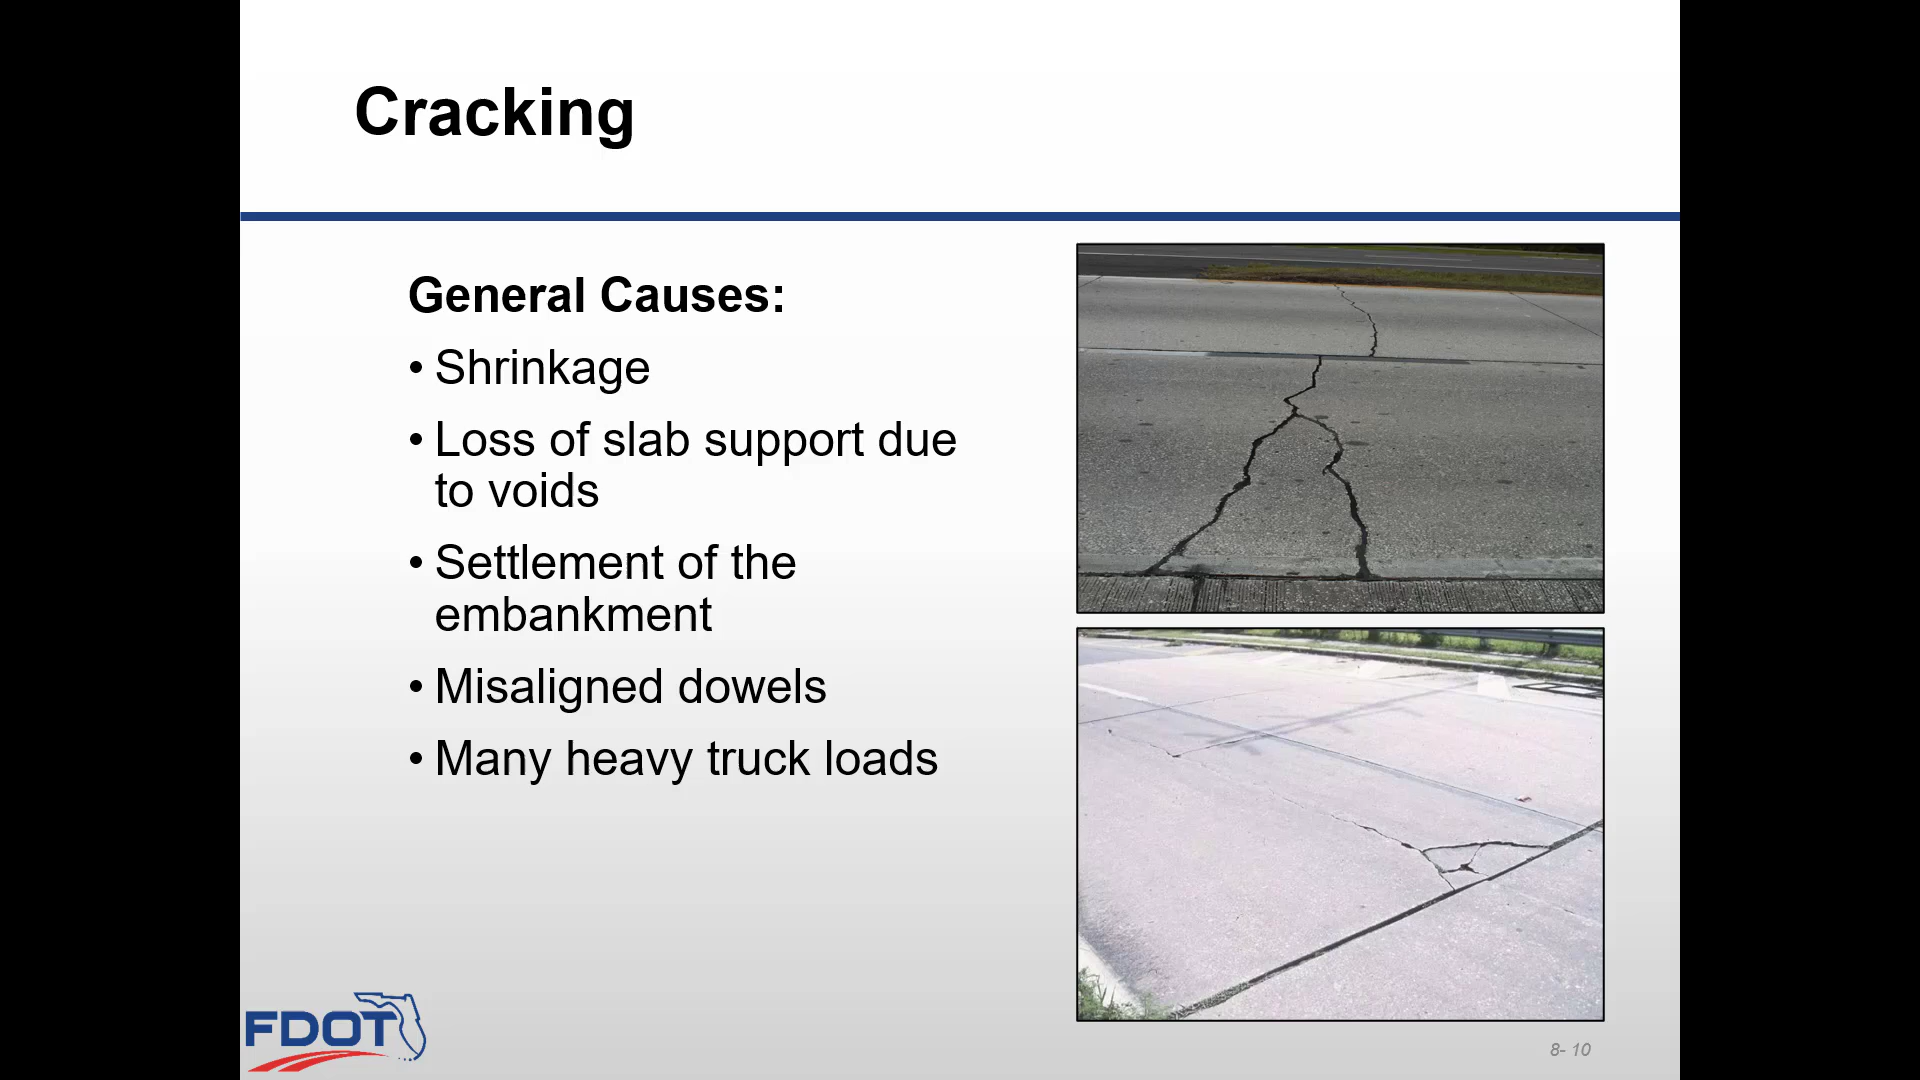 Cracking
General Causes:
• Shrinkage
• Loss of slab support due
to voids
• Settlement of the
embankment
• Misaligned dowels
• Many heavy truck loads
FDOT
8- 10